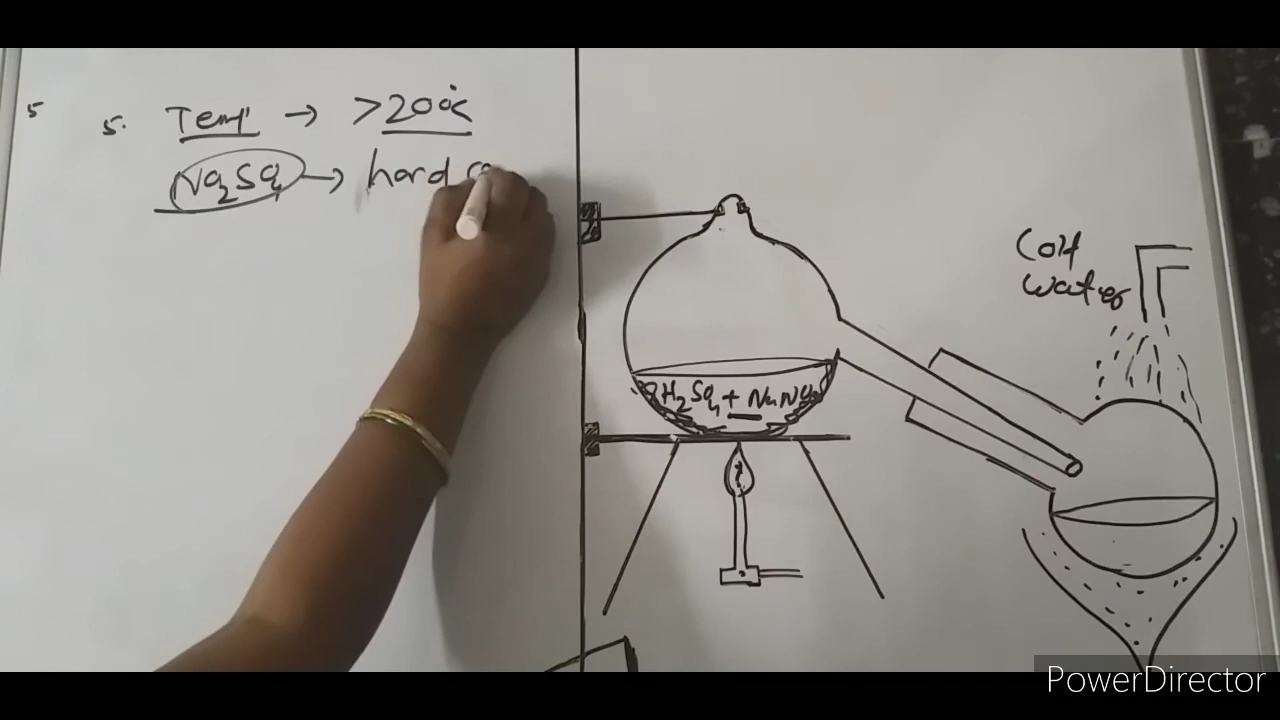 5
5. Temp → >200°c
Na2SO4 → hard
Cold
water
H2SO4 + NaNO3
PowerDirector